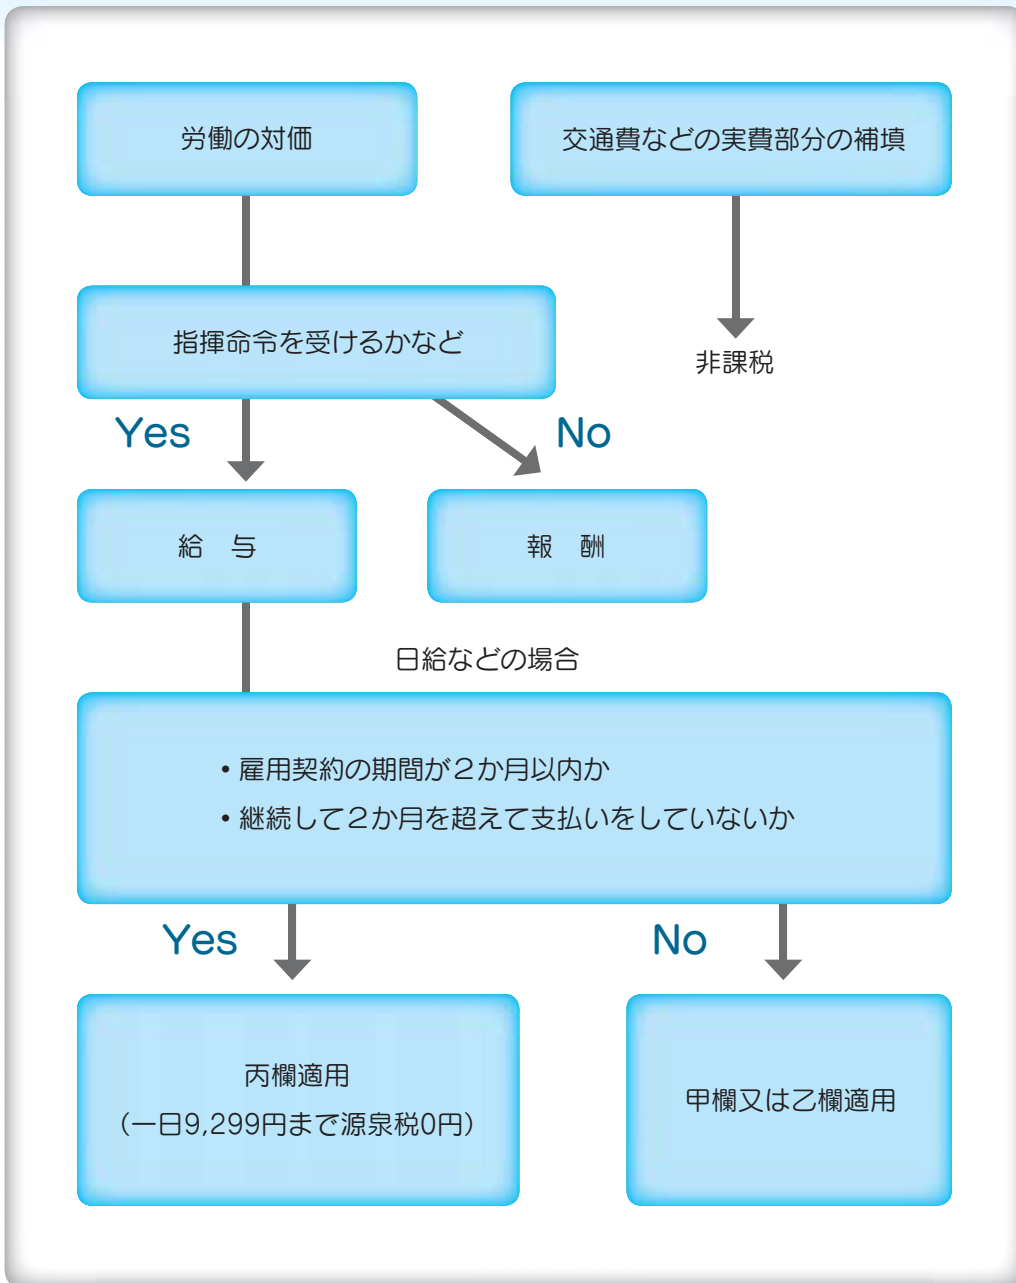 労働の対価
交通費などの実費部分の補填
指揮命令を受けるかなど
非課税
Yes
No
給　与
報　酬
日給などの場合
・雇用契約の期間が２か月以内か
・継続して２か月を超えて支払いをしていないか
Yes
No
丙欄適用
（一日9,299円まで源泉税0円）
甲欄又は乙欄適用